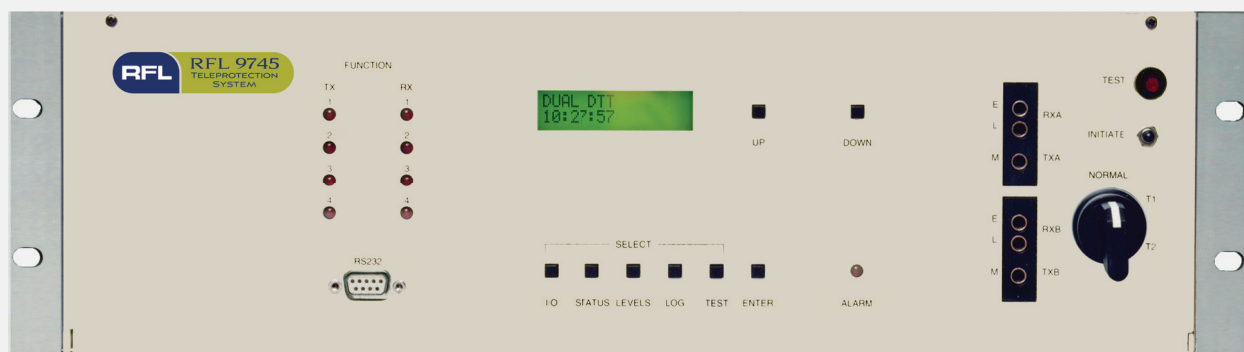 RFL
RFL 9745
TELEPROTECTION
SYSTEM
FUNCTION
TX RX
1 1
2 2
3 3
4 4
RS232
DUAL DTT
10:27:57
UP DOWN
SELECT
I/O STATUS LEVELS LOG TEST ENTER
ALARM
TEST
INITIATE
NORMAL
T1
T2
E
L
M
RXA
TXA
E
L
M
RXB
TXB